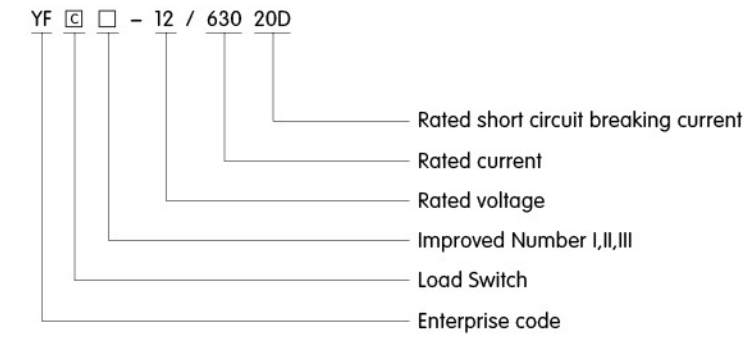 YF C □ – 12 / 630 20D
Rated short circuit breaking current
Rated current
Rated voltage
Improved Number I,II,III
Load Switch
Enterprise code